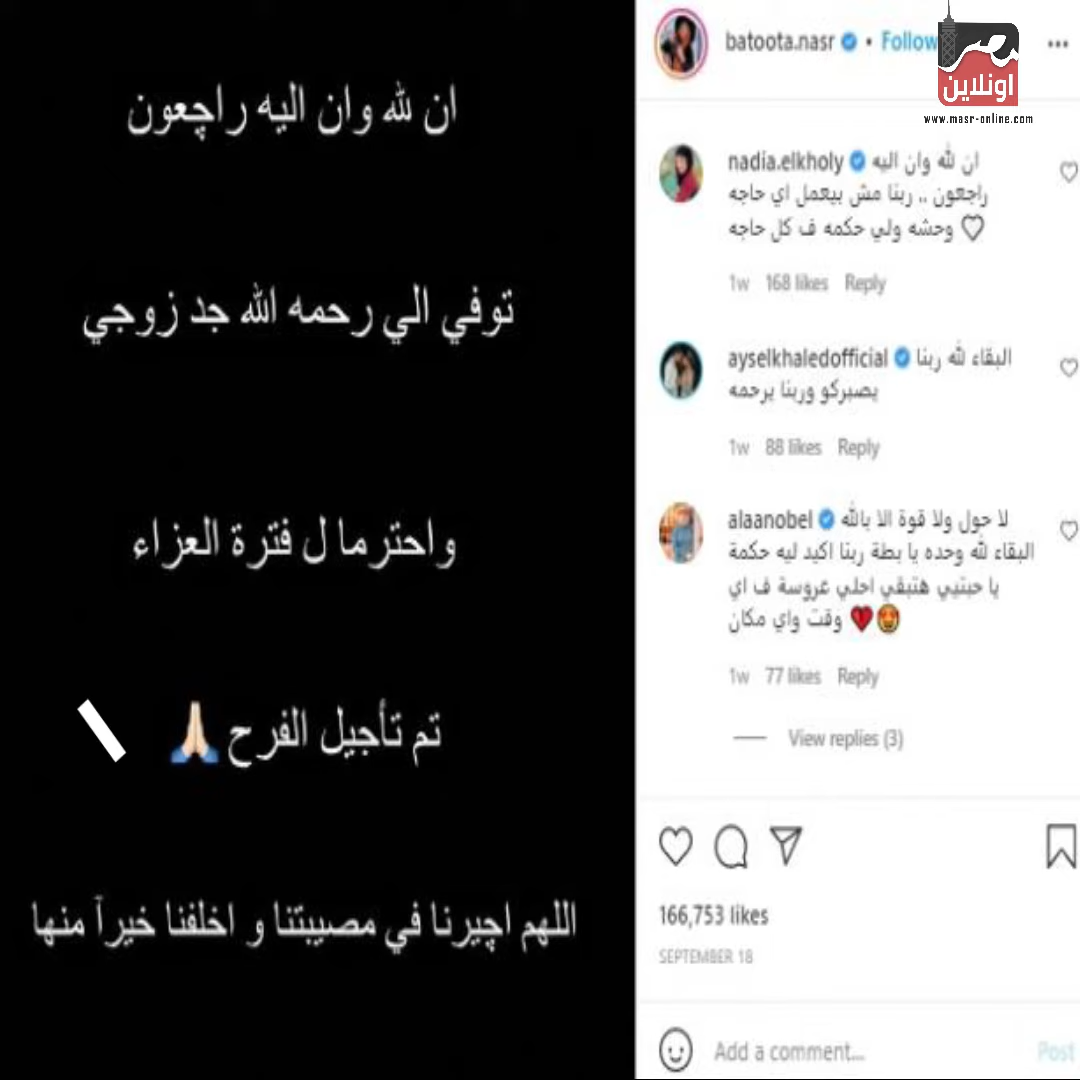 ان لله وان اليه راچعون
توفي الي رحمه الله جد زوجي
واحترما ل فترة العزاء
تم تأجيل الفرح🙏🏻
اللهم اچيرنا في مصيبتنا و اخلفنا خيرآ منها
batoota.nasr • Follow
مصر
اونلاين
www.masr-online.com
nadia.elkholy ان لله وان اليه
راجعون .. ربنا مش بيعمل اي حاجه
وحشه ولي حكمه ف كل حاجه ♡
1w 168 likes Reply
ayselkhaledofficial البقاء لله ربنا
يصبركو وربنا يرحمه
1w 88 likes Reply
alaanobel لا حول ولا قوة الا بالله
البقاء لله وحده يا بطة ربنا اكيد ليه حكمة
يا حبتيي هتبقي احلي عروسة ف اي
وقت واي مكان ❤️😍
1w 77 likes Reply
View replies (3)
166,753 likes
SEPTEMBER 18
Add a comment... Post